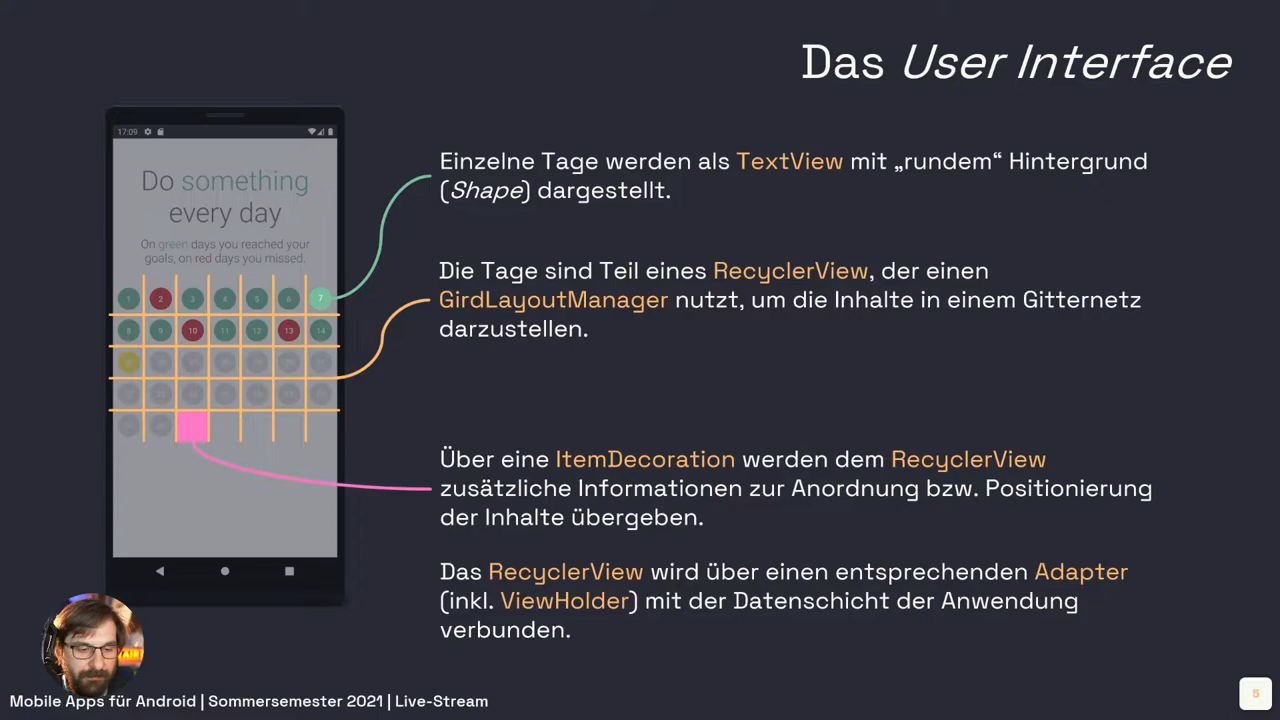 Das User Interface
17:09
Do something
every day
On green days you reached your
goals, on red days you missed.
1 2 3 4 5 6 7
8 9 10 11 12 13 14
Einzelne Tage werden als TextView mit „rundem“ Hintergrund
(Shape) dargestellt.
Die Tage sind Teil eines RecyclerView, der einen
GirdLayoutManager nutzt, um die Inhalte in einem Gitternetz
darzustellen.
Über eine ItemDecoration werden dem RecyclerView
zusätzliche Informationen zur Anordnung bzw. Positionierung
der Inhalte übergeben.
Das RecyclerView wird über einen entsprechenden Adapter
(inkl. ViewHolder) mit der Datenschicht der Anwendung
verbunden.
Mobile Apps für Android | Sommersemester 2021 | Live-Stream
5